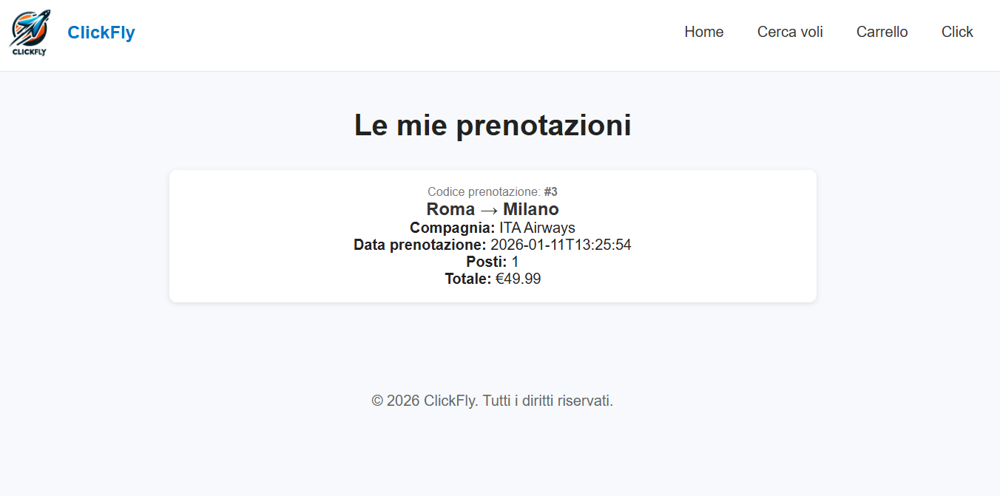 CLICKFLY
ClickFly
Home
Cerca voli
Carrello
Click
Le mie prenotazioni
Codice prenotazione: #3
Roma → Milano
Compagnia: ITA Airways
Data prenotazione: 2026-01-11T13:25:54
Posti: 1
Totale: €49.99
© 2026 ClickFly. Tutti i diritti riservati.